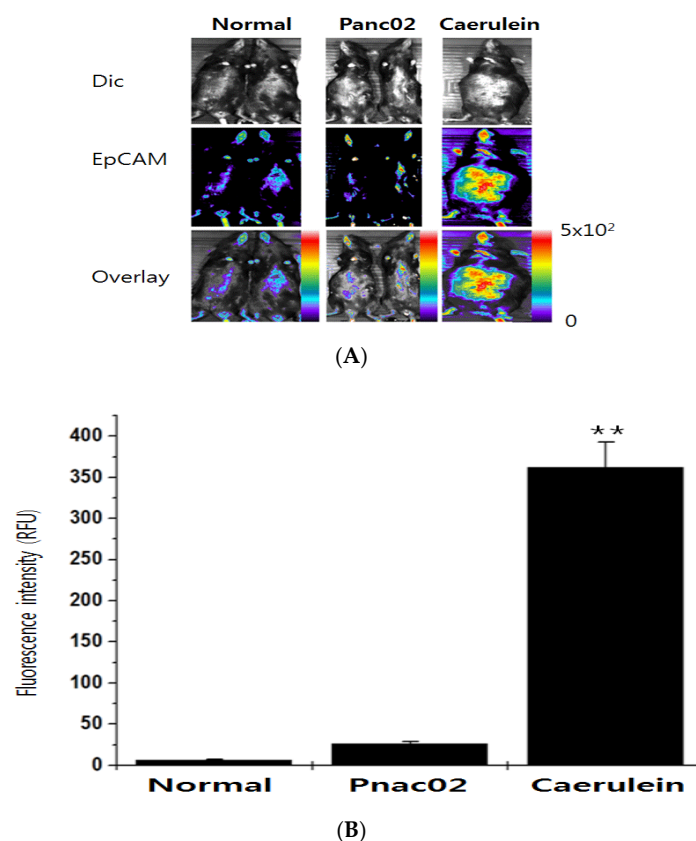 Normal Panc02 Caerulein
Dic
EpCAM
Overlay
5x10²
0
(A)
Fluorescence intensity (RFU)
400
350
300
250
200
150
100
50
0
**
Normal Pnac02 Caerulein
(B)